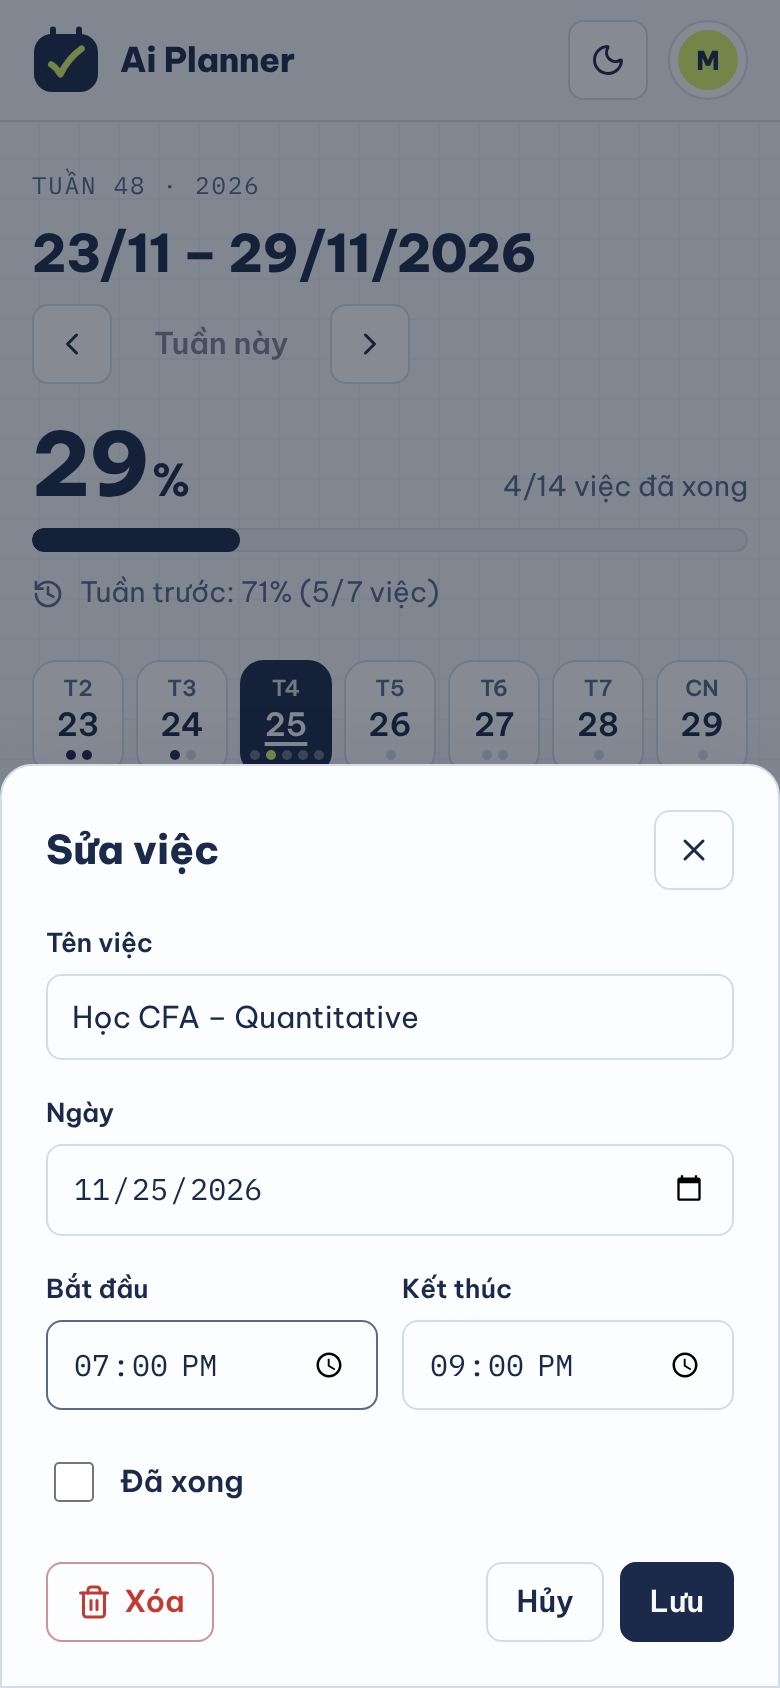 Ai Planner
M
TUẦN 48 · 2026
23/11 – 29/11/2026
Tuần này
29%
4/14 việc đã xong
Tuần trước: 71% (5/7 việc)
T2 T3 T4 T5 T6 T7 CN
23 24 25 26 27 28 29
Sửa việc
Tên việc
Học CFA – Quantitative
Ngày
11/25/2026
Bắt đầu Kết thúc
07:00 PM 09:00 PM
Đã xong
Xóa Hủy Lưu